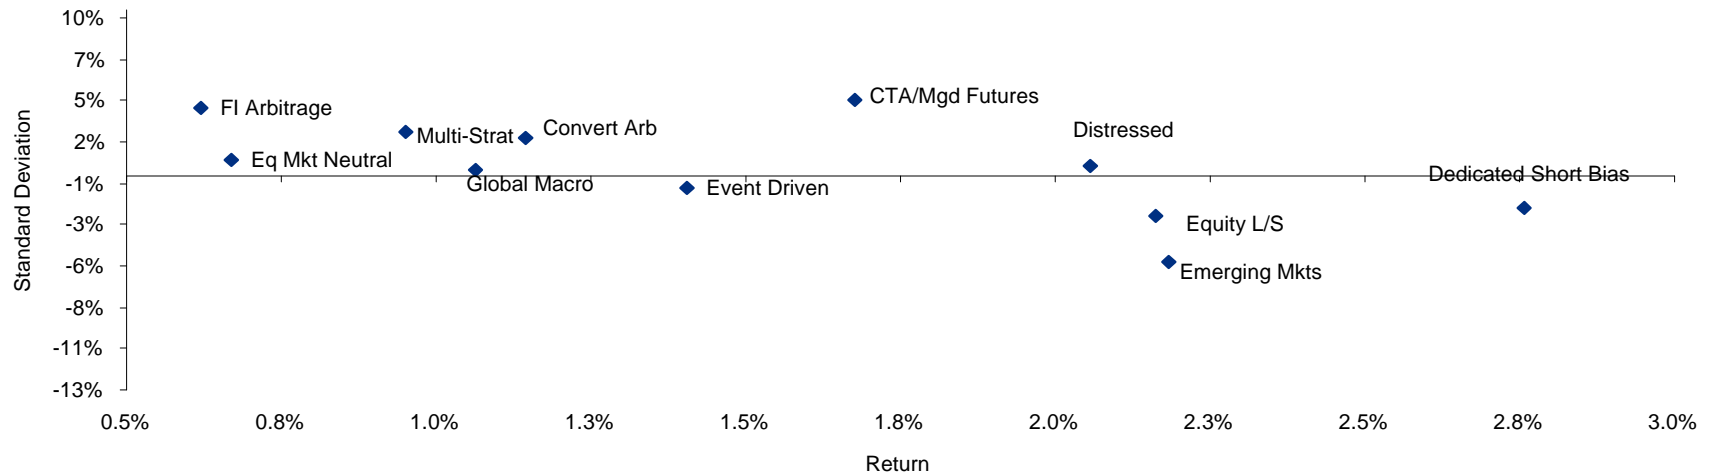 10%
7%
5%
2%
-1%
-3%
-6%
-8%
-11%
-13%
Standard Deviation
FI Arbitrage
Eq Mkt Neutral
Multi-Strat
Convert Arb
Global Macro
Event Driven
CTA/Mgd Futures
Distressed
Dedicated Short Bias
Equity L/S
Emerging Mkts
0.5% 0.8% 1.0% 1.3% 1.5% 1.8% 2.0% 2.3% 2.5% 2.8% 3.0%
Return